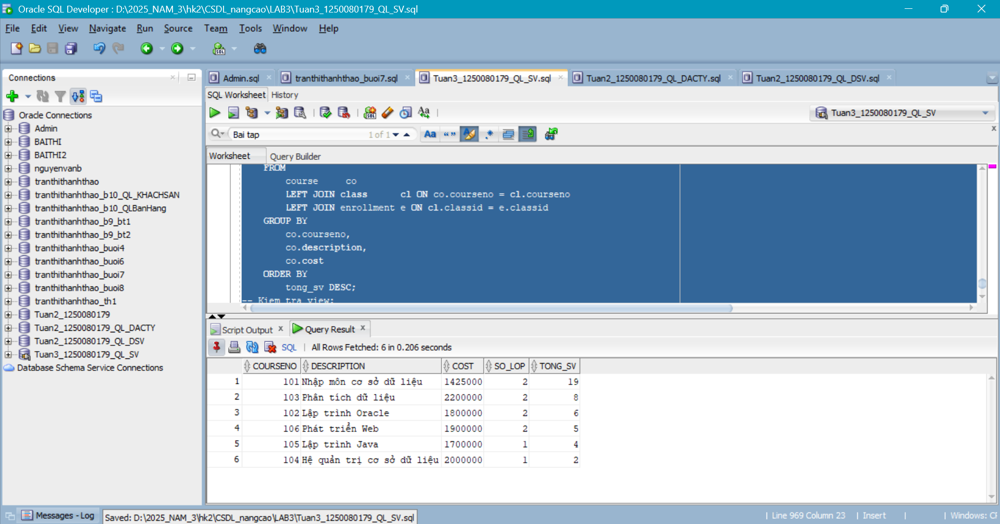 Oracle SQL Developer : D:\2025_NAM_3\hk2\CSDL_nangcao\LAB3\Tuan3_1250080179_QL_SV.sql
File Edit View Navigate Run Source Team Tools Window Help
Connections
Oracle Connections
Admin
BAITHI
BAITHI2
nguyenvanb
tranthithanhthao
tranthithanhthao_b10_QL_KHACHSAN
tranthithanhthao_b10_QLBanHang
tranthithanhthao_b9_bt1
tranthithanhthao_b9_bt2
tranthithanhthao_buoi4
tranthithanhthao_buoi6
tranthithanhthao_buoi7
tranthithanhthao_buoi8
tranthithanhthao_th1
Tuan2_1250080179
Tuan2_1250080179_QL_DACTY
Tuan2_1250080179_QL_DSV
Tuan3_1250080179_QL_SV
Database Schema Service Connections
Admin.sql tranthithanhthao_buoi7.sql Tuan3_1250080179_QL_SV.sql Tuan2_1250080179_QL_DACTY.sql Tuan2_1250080179_QL_DSV.sql
SQL Worksheet History
Tuan3_1250080179_QL_SV
Bai tap 1 of 1 Aa “ ” .*
Worksheet Query Builder
FROM
course co
LEFT JOIN class cl ON co.courseno = cl.courseno
LEFT JOIN enrollment e ON cl.classid = e.classid
GROUP BY
co.courseno,
co.description,
co.cost
ORDER BY
tong_sv DESC;
-- Kiem tra view:
Script Output Query Result
SQL | All Rows Fetched: 6 in 0.206 seconds
COURSENO DESCRIPTION COST SO_LOP TONG_SV
1 101 Nhập môn cơ sở dữ liệu 1425000 2 19
2 103 Phân tích dữ liệu 2200000 2 8
3 102 Lập trình Oracle 1800000 2 6
4 106 Phát triển Web 1900000 2 5
5 105 Lập trình Java 1700000 1 4
6 104 Hệ quản trị cơ sở dữ liệu 2000000 1 2
Messages - Log Saved: D:\2025_NAM_3\hk2\CSDL_nangcao\LAB3\Tuan3_1250080179_QL_SV.sql | Line 969 Column 23 | Insert | | Windows: CF